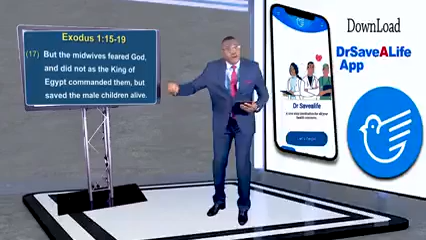 Exodus 1:15-19
(17) But the midwives feared God,
and did not as the King of
Egypt commanded them, but
saved the male children alive.
DownLoad
DrSaveALife
App
Dr Savealife